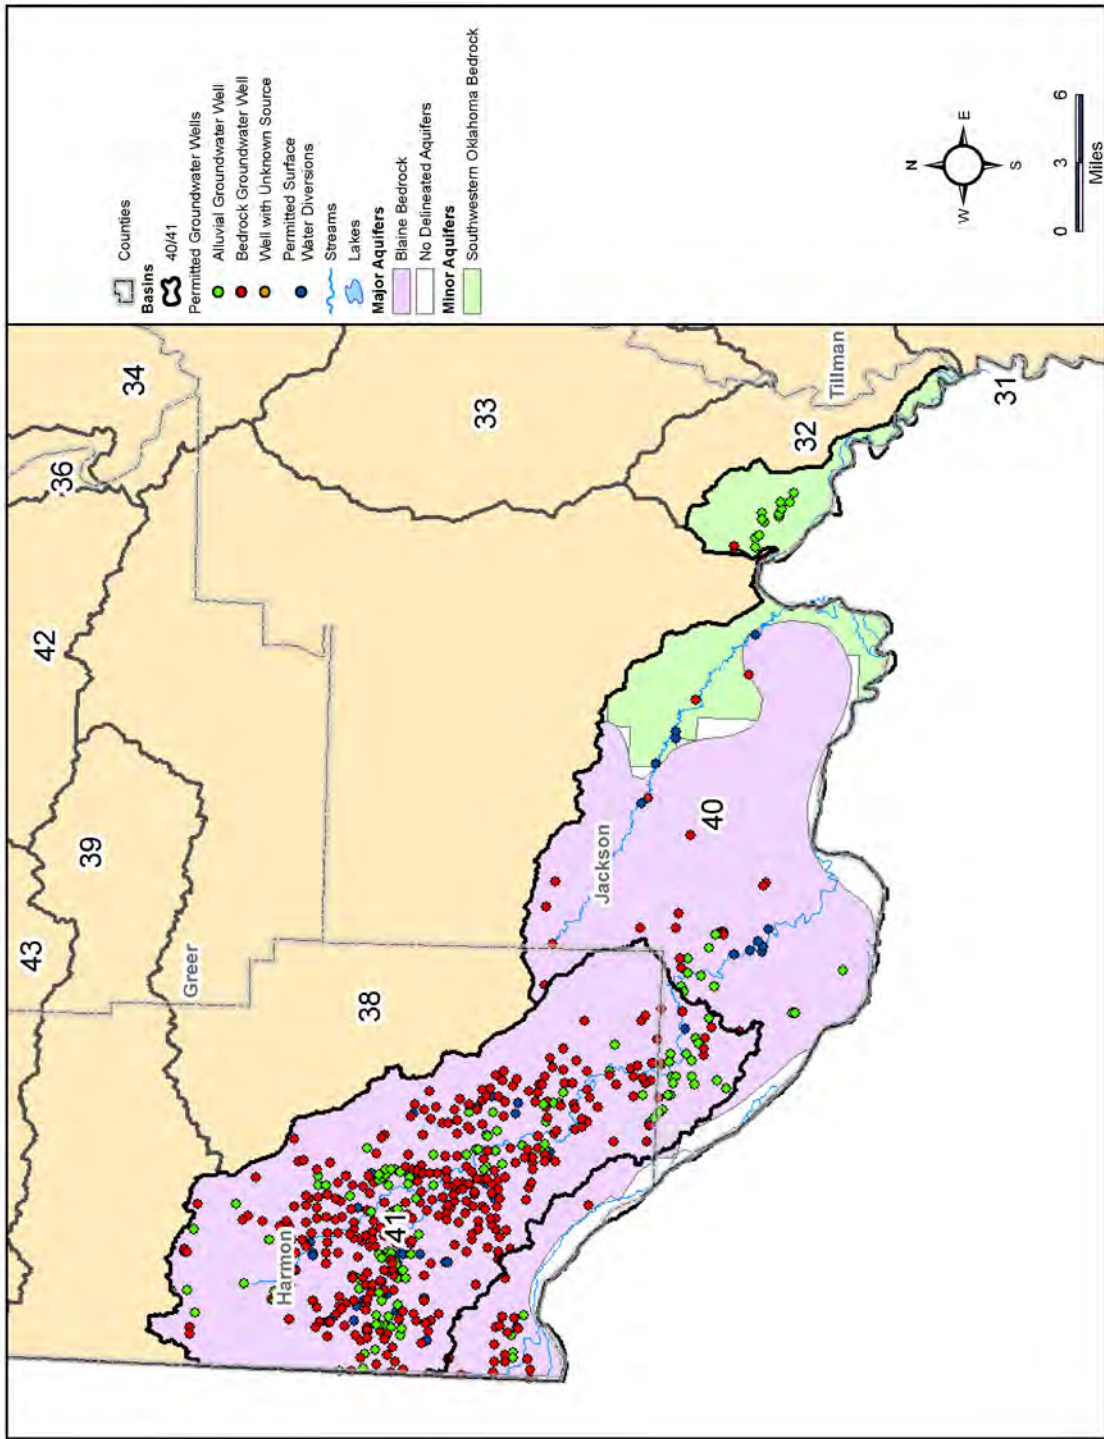 Counties
Basins
40/41
Permitted Groundwater Wells
Alluvial Groundwater Well
Bedrock Groundwater Well
Well with Unknown Source
Permitted Surface
Water Diversions
Streams
Lakes
Major Aquifers
Blaine Bedrock
No Delineated Aquifers
Minor Aquifers
Southwestern Oklahoma Bedrock
N
W
E
S
0 3 6
Miles
43
42
36
34
39
Greer
38
33
Harmon
41
Jackson
40
32
Tillman
31